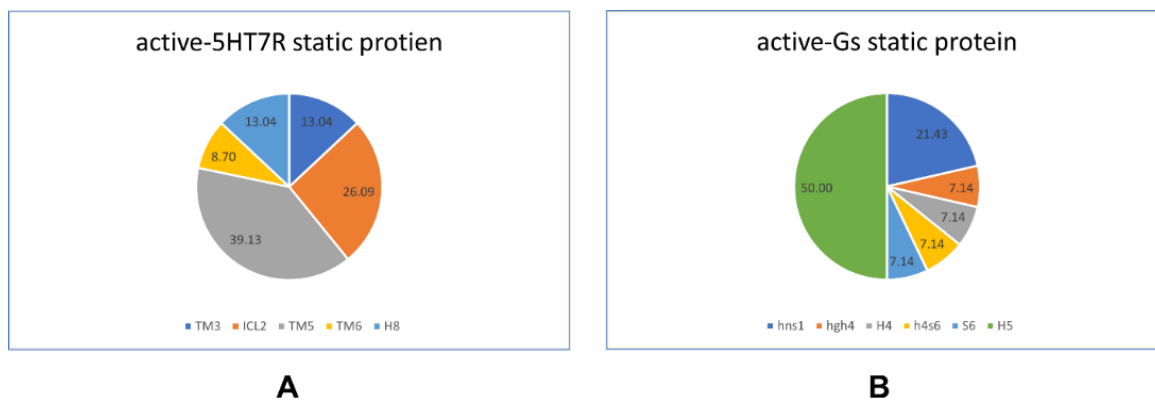 active-5HT7R static protien
13.04
13.04
8.70
26.09
39.13
TM3 ICL2 TM5 TM6 H8
A
active-Gs static protein
21.43
50.00
7.14
7.14
7.14
7.14
hns1 hgh4 H4 h4s6 S6 H5
B